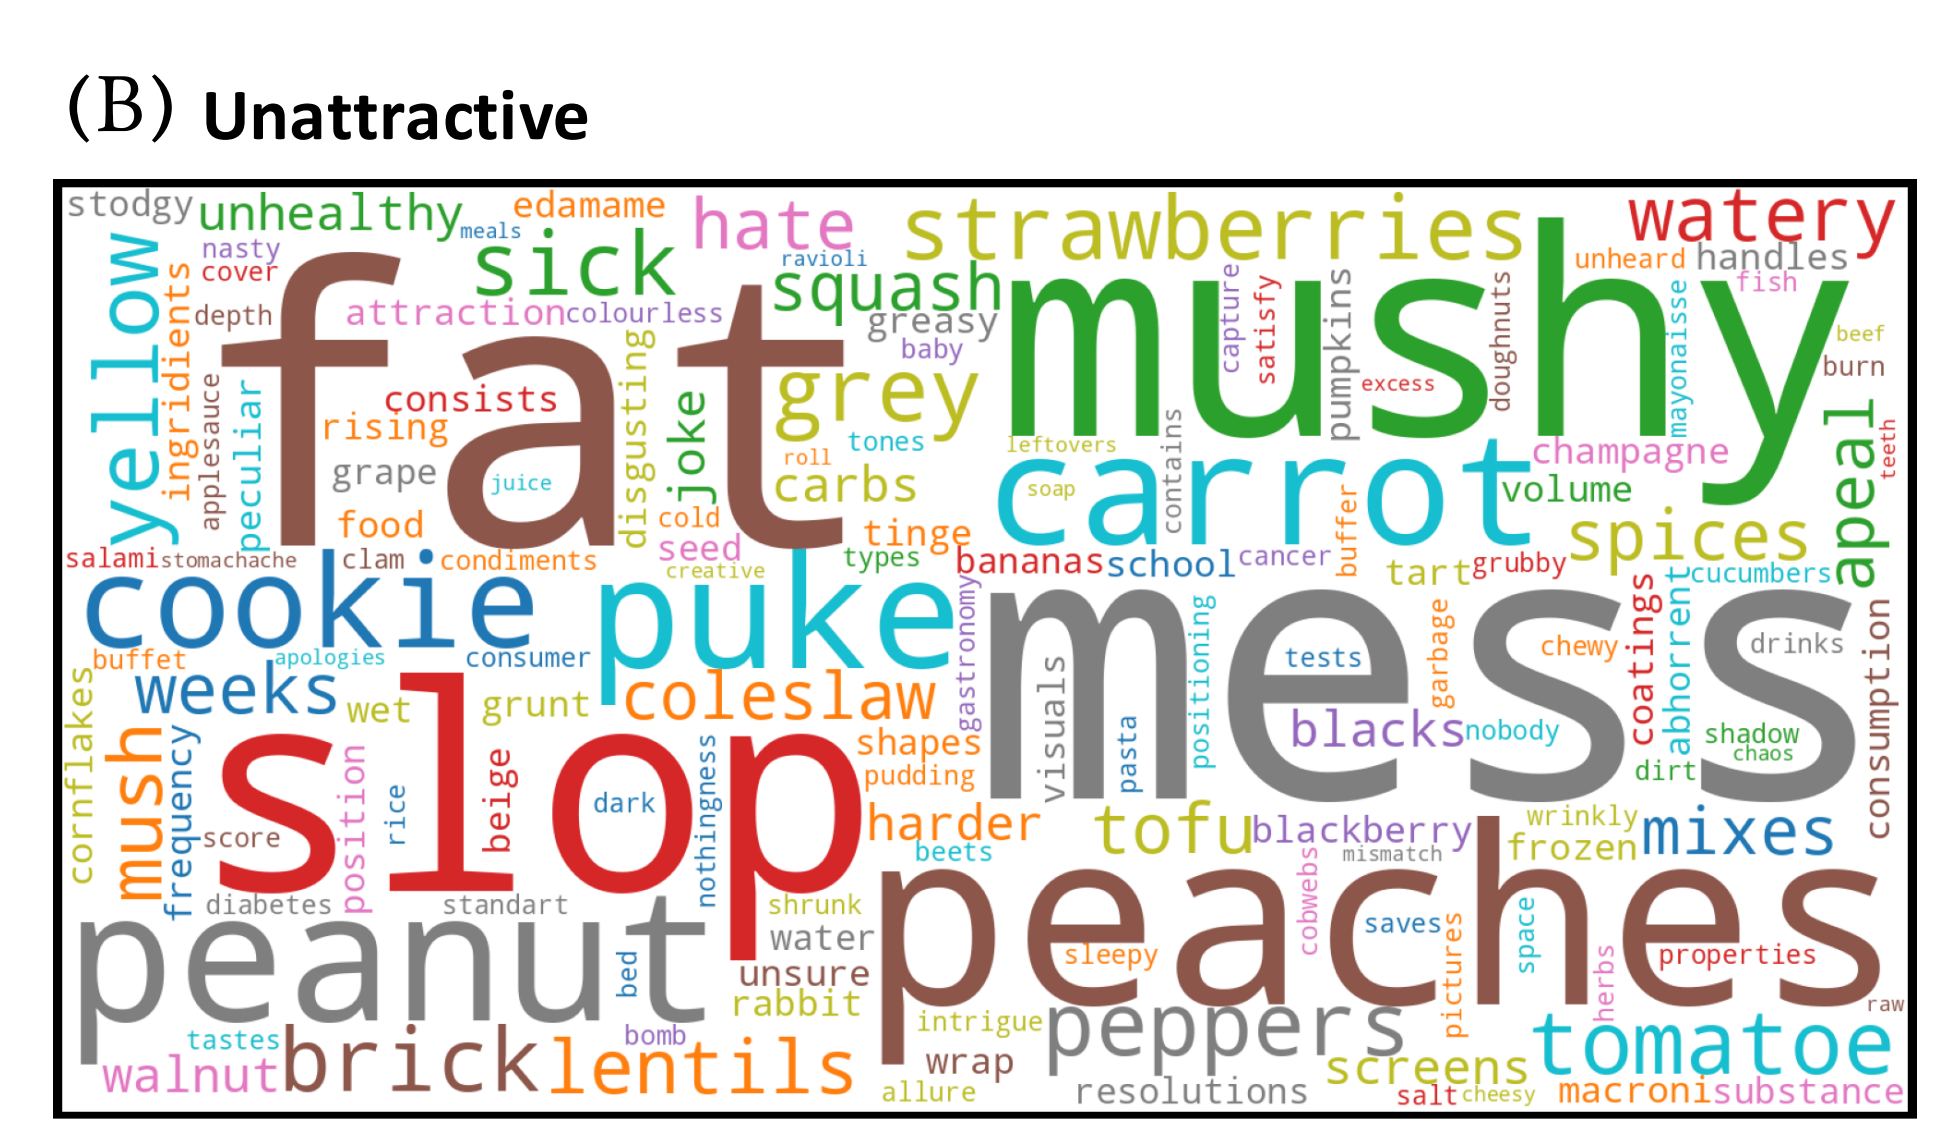 (B) Unattractive
stodgy
unhealthy
meals
edamame
hate
strawberries
watery
nasty
cover
sick
ravioli
squash
unheard
handles
fish
yellow
ingridients
depth
fat
attraction
colourless
greasy
baby
mushy
capture
satisfy
pumpkins
excess
doughnuts
mayonaisse
beef
burn
applesauce
peculiar
consists
rising
grape
juice
food
disgusting
joke
grey
tones
roll
carbs
cold
tinge
seed
leftovers
carrot
soap
contains
champagne
volume
buffer
spices
appeal
teeth
salami
stomachache
clam
condiments
creative
types
bananas
school
cancer
tart
grubby
cucumbers
cookie
puke
gastronomy
mess
positioning
tests
garbage
chewy
coatings
abhorrent
drinks
consumption
buffet
apologies
consumer
weeks
wet
grunt
coleslaw
visuals
pasta
blacks
nobody
shadow
chaos
dirt
cornflakes
mush
frequency
slop
score
position
rice
beige
dark
nothingness
shapes
pudding
harder
beets
tofu
blackberry
mismatch
wrinkly
frozen
mixes
diabetes
standart
peanut
bed
shrunk
water
unsure
rabbit
peaches
sleepy
cobwebs
saves
pictures
space
herbs
properties
raw
tastes
walnut
brick
lentils
bomb
intrigue
wrap
allure
peppers
resolutions
screens
salt
cheesy
tomatoe
macroni
substance